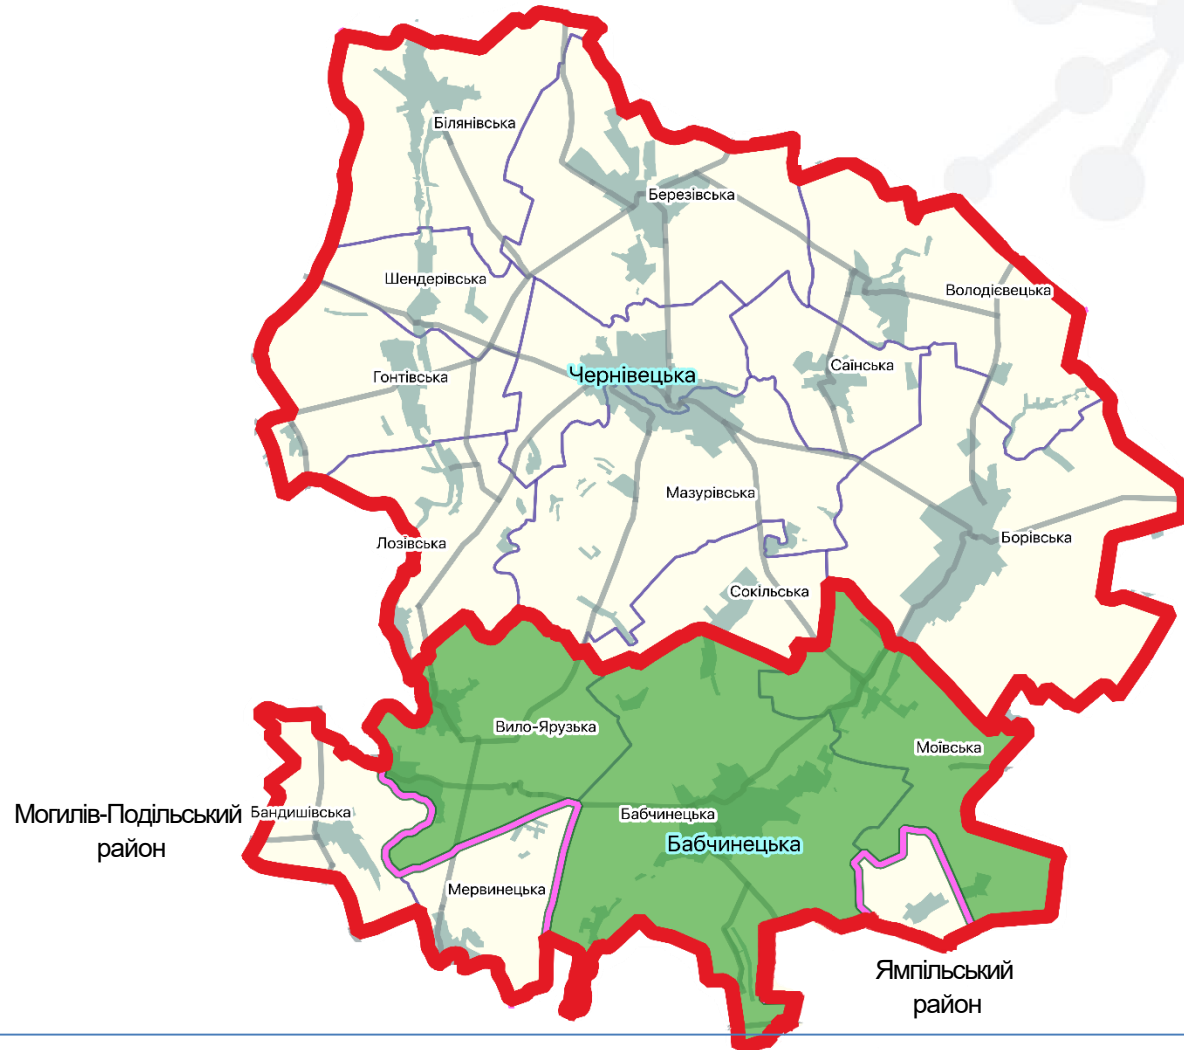 Білянівська
Березівська
Шендерівська
Володієвецька
Гонтівська
Чернівецька
Саїнська
Мазурівська
Лозівська
Борівська
Сокільська
Вило-Ярузька
Моївська
Могилів-Подільський
район
Бандишівська
Бабчинецька
Бабчинецька
Мервинецька
Ямпільський
район